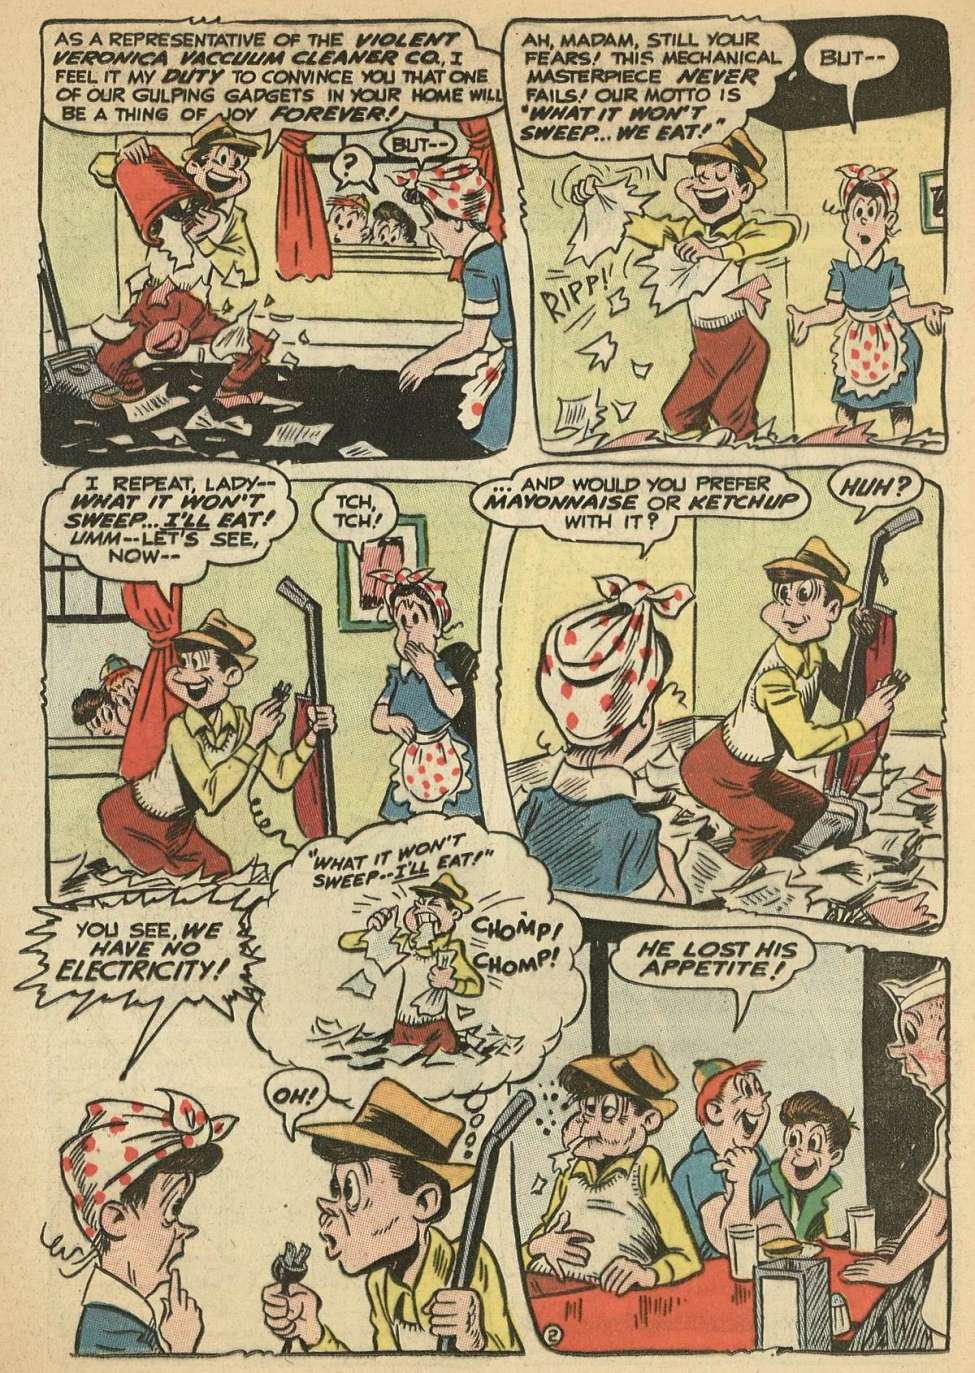 AS A REPRESENTATIVE OF THE VIOLENT
VERONICA VACCUUM CLEANER CO., I
FEEL IT MY DUTY TO CONVINCE YOU THAT ONE
OF OUR GULPING GADGETS IN YOUR HOME WILL
BE A THING OF JOY FOREVER!
?
BUT--
AH, MADAM, STILL YOUR
FEARS! THIS MECHANICAL
MASTERPIECE NEVER
FAILS! OUR MOTTO IS
"WHAT IT WON'T
SWEEP... WE EAT!"
BUT--
RIPP!
I REPEAT, LADY--
WHAT IT WON'T
SWEEP... I'LL EAT!
UMM--LET'S SEE,
NOW--
TCH,
TCH!
... AND WOULD YOU PREFER
MAYONNAISE OR KETCHUP
WITH IT?
HUH?
YOU SEE, WE
HAVE NO
ELECTRICITY!
"WHAT IT WON'T
SWEEP--I'LL EAT!"
CHOMP!
CHOMP!
OH!
HE LOST HIS
APPETITE!
2